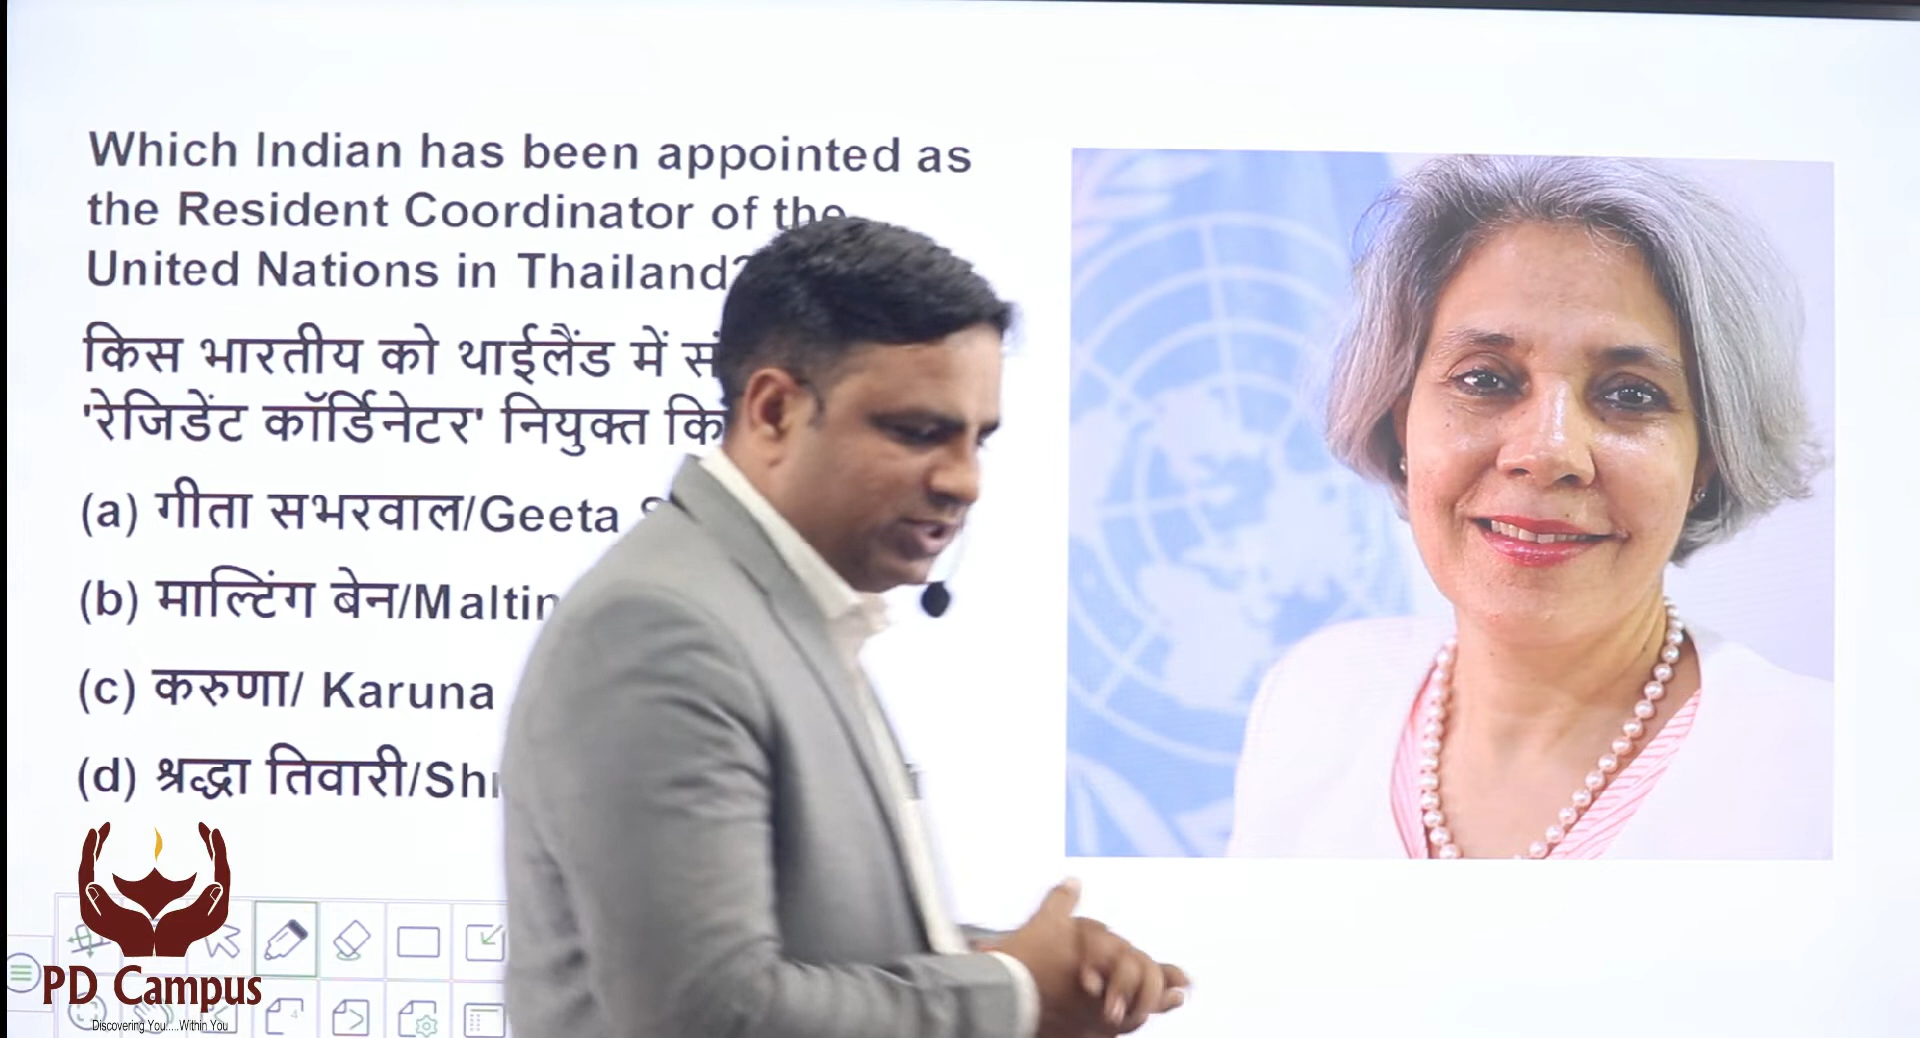 Which Indian has been appointed as
the Resident Coordinator of the
United Nations in Thailand?
किस भारतीय को थाईलैंड में
'रेजिडेंट कॉर्डिनेटर' नियुक्त
(a) गीता सभरवाल/Geeta
(b) माल्टिंग बेन/Maltin
(c) करुणा/ Karuna
(d) श्रद्धा तिवारी/Shr
PD Campus
Discovering You.....Within You